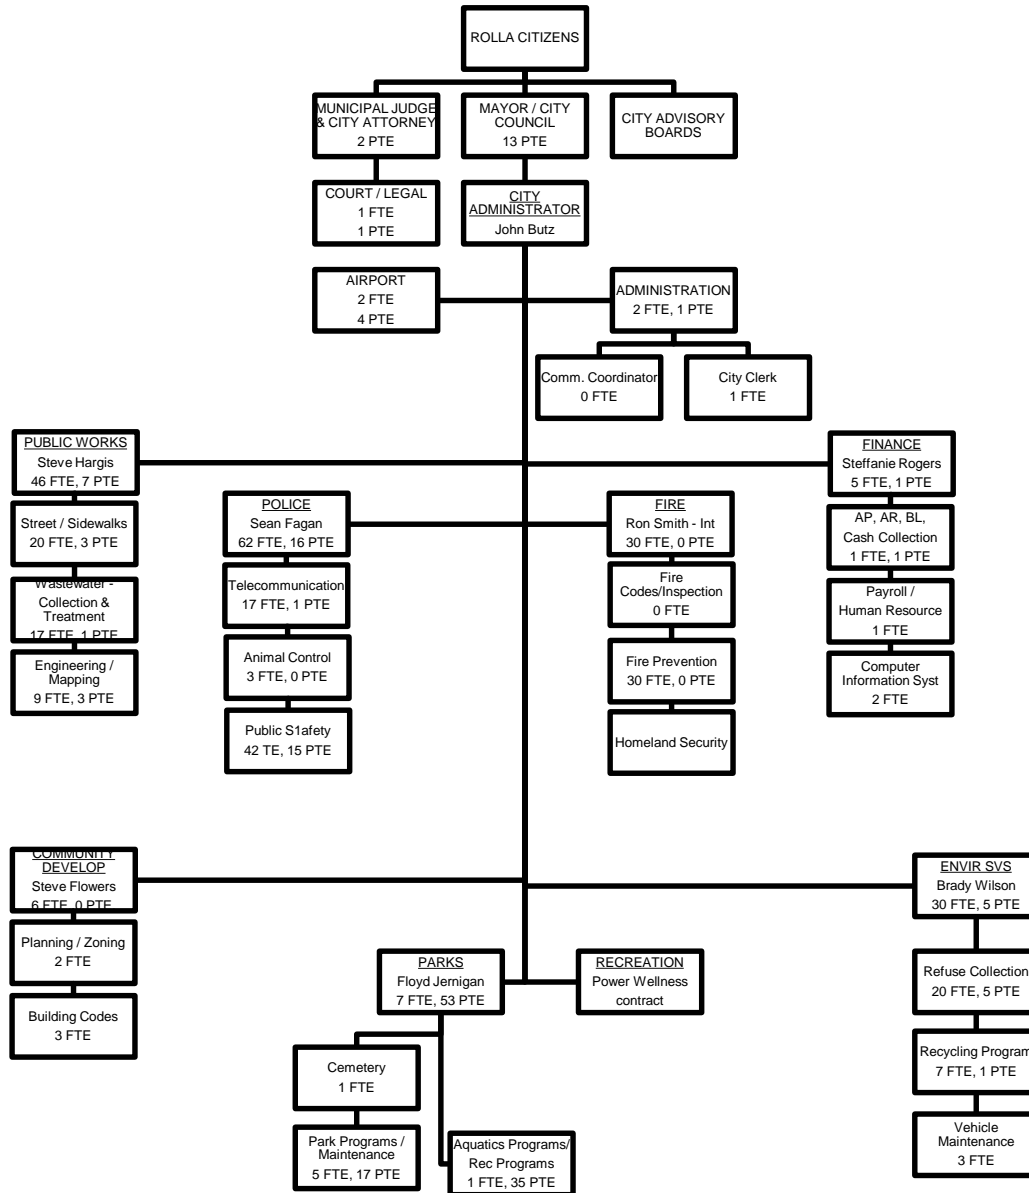 ROLLA CITIZENS
MUNICIPAL JUDGE
& CITY ATTORNEY
2 PTE
MAYOR / CITY
COUNCIL
13 PTE
CITY ADVISORY
BOARDS
COURT / LEGAL
1 FTE
1 PTE
CITY
ADMINISTRATOR
John Butz
AIRPORT
2 FTE
4 PTE
ADMINISTRATION
2 FTE, 1 PTE
Comm. Coordinator
0 FTE
City Clerk
1 FTE
PUBLIC WORKS
Steve Hargis
46 FTE, 7 PTE
Street / Sidewalks
20 FTE, 3 PTE
Wastewater -
Collection &
Treatment
17 FTE, 1 PTE
Engineering /
Mapping
9 FTE, 3 PTE
POLICE
Sean Fagan
62 FTE, 16 PTE
Telecommunication
17 FTE, 1 PTE
Animal Control
3 FTE, 0 PTE
Public S1afety
42 TE, 15 PTE
FIRE
Ron Smith - Int
30 FTE, 0 PTE
Fire
Codes/Inspection
0 FTE
Fire Prevention
30 FTE, 0 PTE
Homeland Security
FINANCE
Steffanie Rogers
5 FTE, 1 PTE
AP, AR, BL,
Cash Collection
1 FTE, 1 PTE
Payroll /
Human Resource
1 FTE
Computer
Information Syst
2 FTE
COMMUNITY
DEVELOP
Steve Flowers
6 FTE, 0 PTE
Planning / Zoning
2 FTE
Building Codes
3 FTE
PARKS
Floyd Jernigan
7 FTE, 53 PTE
Cemetery
1 FTE
Park Programs /
Maintenance
5 FTE, 17 PTE
Aquatics Programs/
Rec Programs
1 FTE, 35 PTE
RECREATION
Power Wellness
contract
ENVIR SVS
Brady Wilson
30 FTE, 5 PTE
Refuse Collection
20 FTE, 5 PTE
Recycling Program
7 FTE, 1 PTE
Vehicle
Maintenance
3 FTE